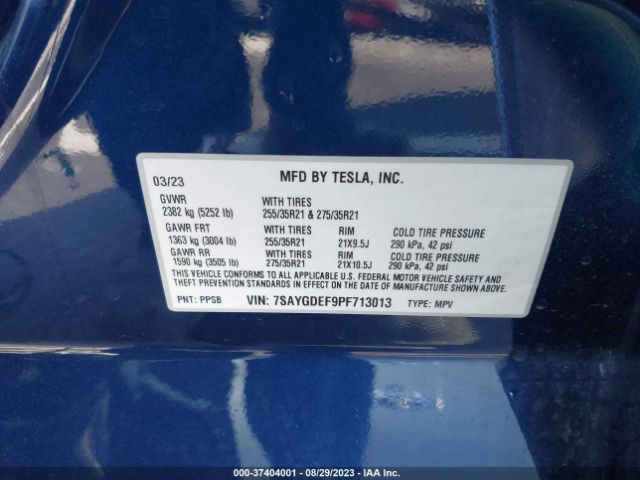 03/23 MFD BY TESLA, INC.
GVWR WITH TIRES
2382 kg (5252 lb) 255/35R21 & 275/35R21
GAWR FRT WITH TIRES RIM COLD TIRE PRESSURE
1363 kg (3004 lb) 255/35R21 21X9.5J 290 kPa, 42 psi
GAWR RR WITH TIRES RIM COLD TIRE PRESSURE
1590 kg (3505 lb) 275/35R21 21X10.5J 290 kPa, 42 psi
THIS VEHICLE CONFORMS TO ALL APPLICABLE U.S. FEDERAL MOTOR VEHICLE SAFETY AND
THEFT PREVENTION STANDARDS IN EFFECT ON THE DATE OF MANUFACTURE SHOWN ABOVE.
PNT: PPSB VIN: 7SAYGDEF9PF713013 TYPE: MPV
000-37404001 - 08/29/2023 - IAA Inc.